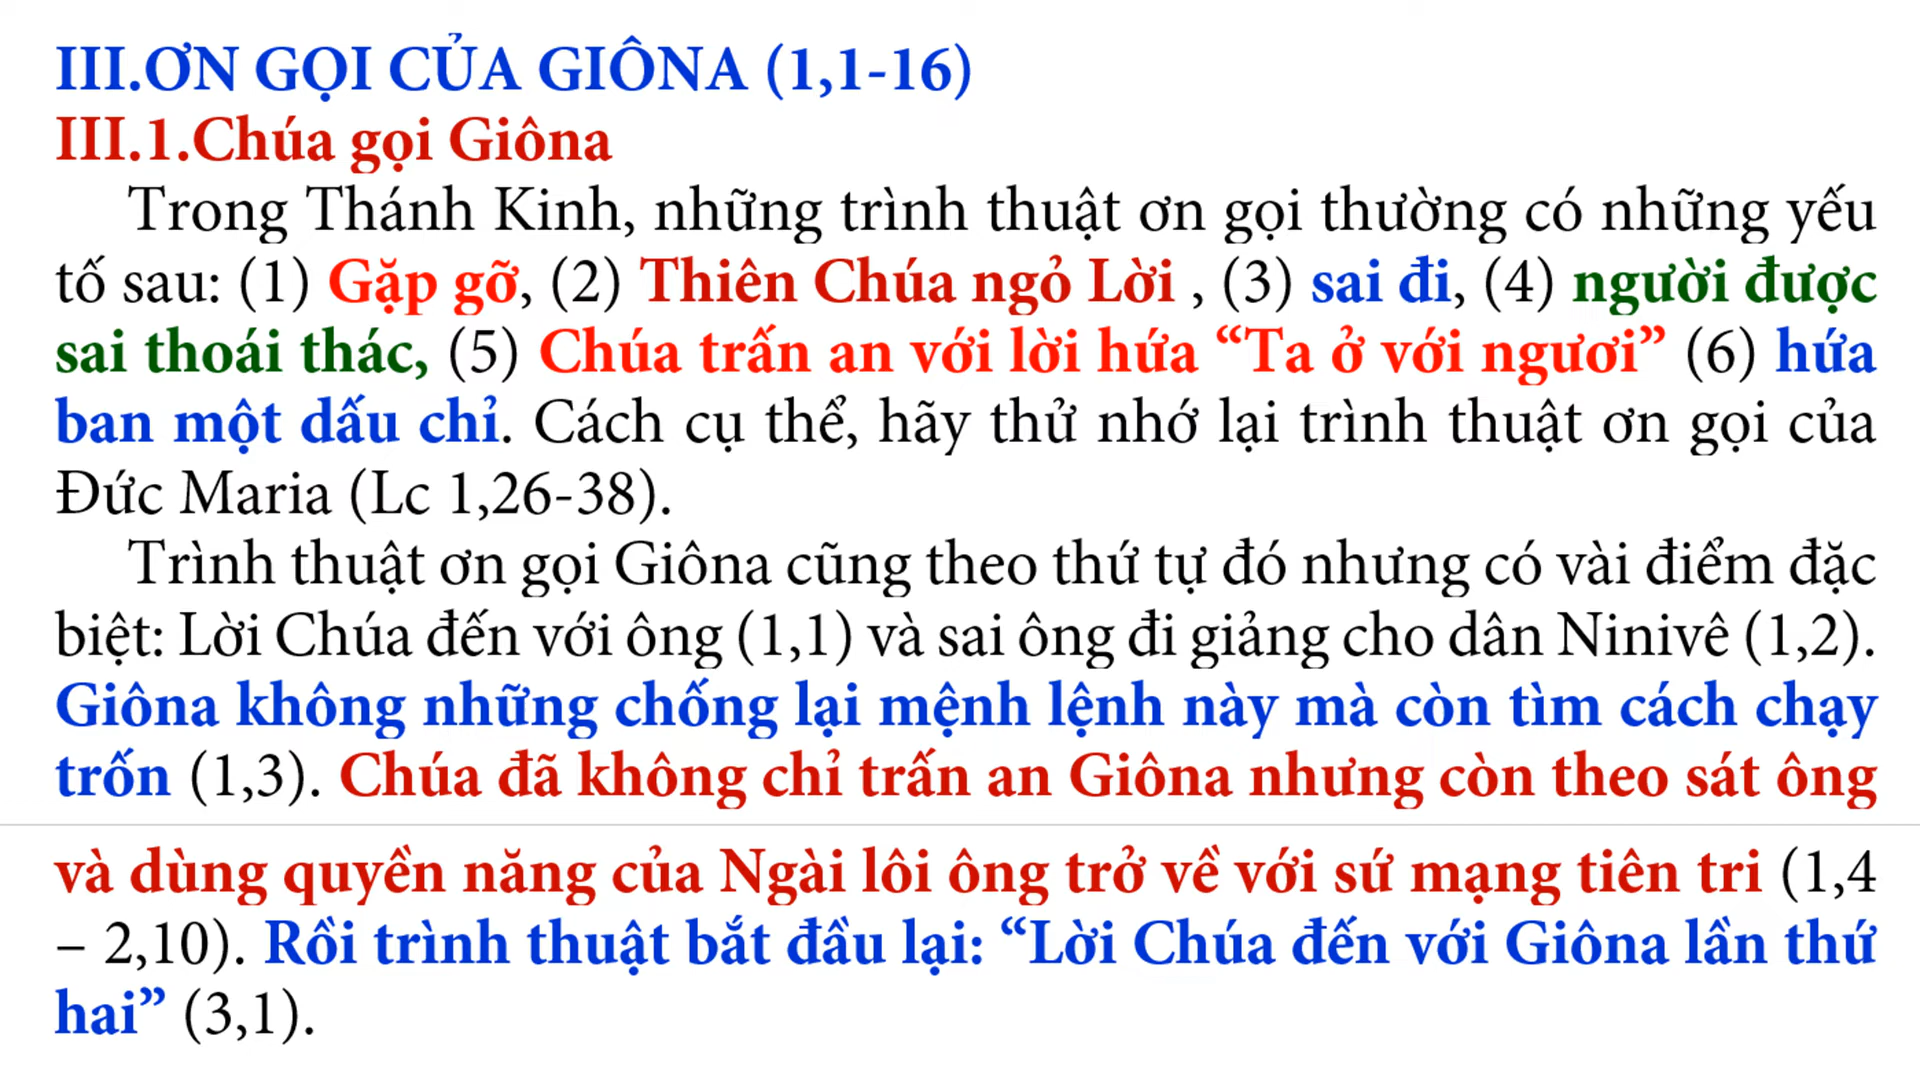 III.ƠN GỌI CỦA GIÔNA (1,1-16)
III.1.Chúa gọi Giôna
Trong Thánh Kinh, những trình thuật ơn gọi thường có những yếu
tố sau: (1) Gặp gỡ, (2) Thiên Chúa ngỏ Lời , (3) sai đi, (4) người được
sai thoái thác, (5) Chúa trấn an với lời hứa “Ta ở với ngươi” (6) hứa
ban một dấu chỉ. Cách cụ thể, hãy thử nhớ lại trình thuật ơn gọi của
Đức Maria (Lc 1,26-38).
Trình thuật ơn gọi Giôna cũng theo thứ tự đó nhưng có vài điểm đặc
biệt: Lời Chúa đến với ông (1,1) và sai ông đi giảng cho dân Ninivê (1,2).
Giôna không những chống lại mệnh lệnh này mà còn tìm cách chạy
trốn (1,3). Chúa đã không chỉ trấn an Giôna nhưng còn theo sát ông
và dùng quyền năng của Ngài lôi ông trở về với sứ mạng tiên tri (1,4
– 2,10). Rồi trình thuật bắt đầu lại: “Lời Chúa đến với Giôna lần thứ
hai” (3,1).